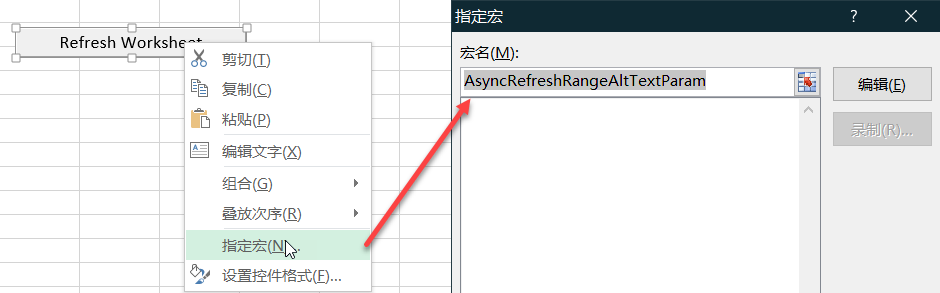 Refresh Worksheet
剪切(T)
复制(C)
粘贴(P)
编辑文字(X)
组合(G)
叠放次序(R)
指定宏(N)...
设置控件格式(F)...
指定宏
?
宏名(M):
AsyncRefreshRangeAltTextParam
编辑(E)
录制(R)...